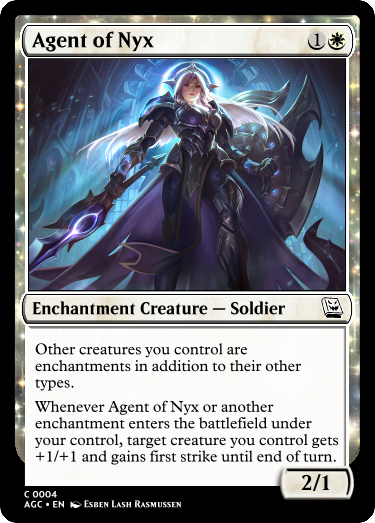 Agent of Nyx 1
Enchantment Creature — Soldier
Other creatures you control are
enchantments in addition to their other
types.
Whenever Agent of Nyx or another
enchantment enters the battlefield under
your control, target creature you control gets
+1/+1 and gains first strike until end of turn.
2/1
C 0004
AGC • EN Esben Lash Rasmussen